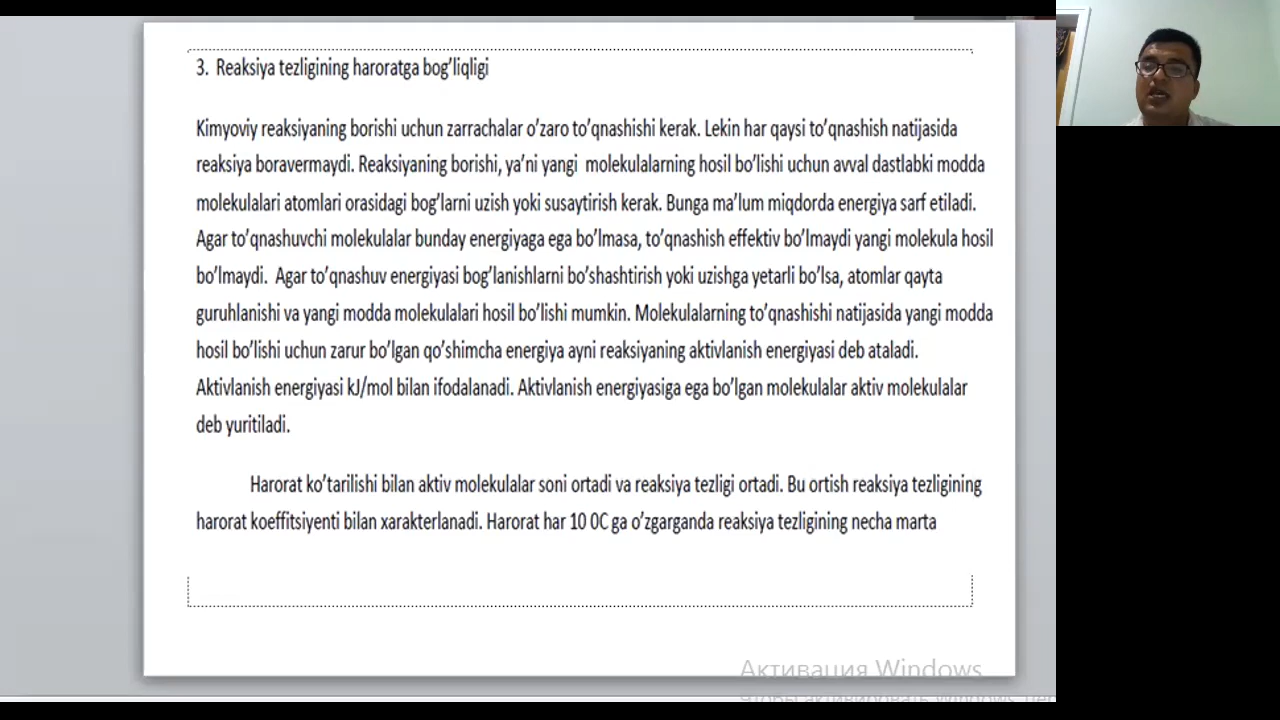 3. Reaksiya tezligining haroratga bog’liqligi
Kimyoviy reaksiyaning borishi uchun zarrachalar o’zaro to’qnashishi kerak. Lekin har qaysi to’qnashish natijasida
reaksiya boravermaydi. Reaksiyaning borishi, ya’ni yangi molekulalarning hosil bo’lishi uchun avval dastlabki modda
molekulalari atomlari orasidagi bog’larni uzish yoki susaytirish kerak. Bunga ma’lum miqdorda energiya sarf etiladi.
Agar to’qnashuvchi molekulalar bunday energiyaga ega bo’lmasa, to’qnashish effektiv bo’lmaydi yangi molekula hosil
bo’lmaydi. Agar to’qnashuv energiyasi bog’lanishlarni bo’shashtirish yoki uzishga yetarli bo’lsa, atomlar qayta
guruhlanishi va yangi modda molekulalari hosil bo’lishi mumkin. Molekulalarning to’qnashishi natijasida yangi modda
hosil bo’lishi uchun zarur bo’lgan qo’shimcha energiya ayni reaksiyaning aktivlanish energiyasi deb ataladi.
Aktivlanish energiyasi kJ/mol bilan ifodalanadi. Aktivlanish energiyasiga ega bo’lgan molekulalar aktiv molekulalar
deb yuritiladi.
Harorat ko’tarilishi bilan aktiv molekulalar soni ortadi va reaksiya tezligi ortadi. Bu ortish reaksiya tezligining
harorat koeffitsiyenti bilan xarakterlanadi. Harorat har 10 0C ga o’zgarganda reaksiya tezligining necha marta
Активация Windows
Чтобы активировать Windows, пер